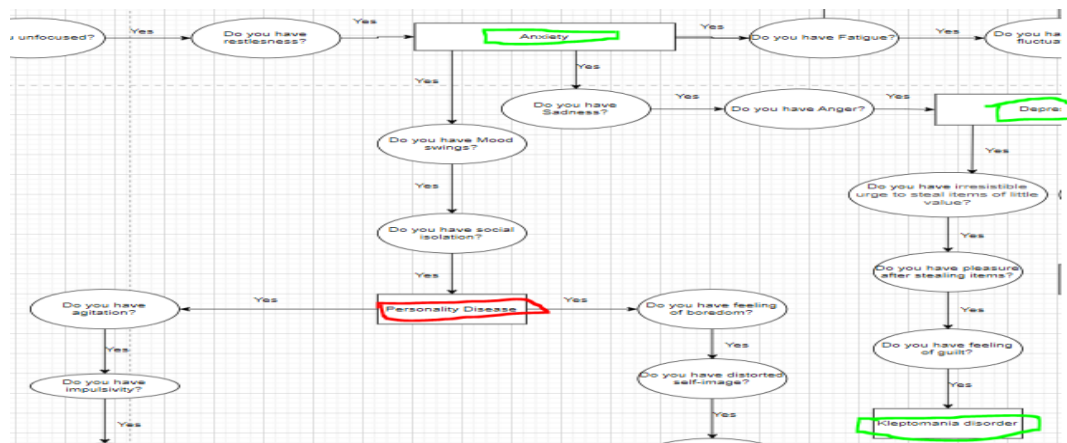 u unfocused?
Yes
Do you have
restlesness?
Yes
Anxiety
Yes
Do you have Fatigue?
Yes
Do you ha
fluctua
Yes
Yes
Do you have
Sadness?
Yes
Do you have Anger?
Yes
Depre
Do you have Mood
swings?
Yes
Yes
Do you have irresistible
urge to steal items of little
value?
Do you have social
isolation?
Yes
Yes
Do you have pleasure
after stealing items?
Do you have
agitation?
Yes
Personality Disease
Yes
Do you have feeling
of boredom?
Yes
Yes
Yes
Do you have feeling
of guilt?
Do you have
impulsivity?
Do you have distorted
self-image?
Yes
Yes
Yes
Kleptomania disorder